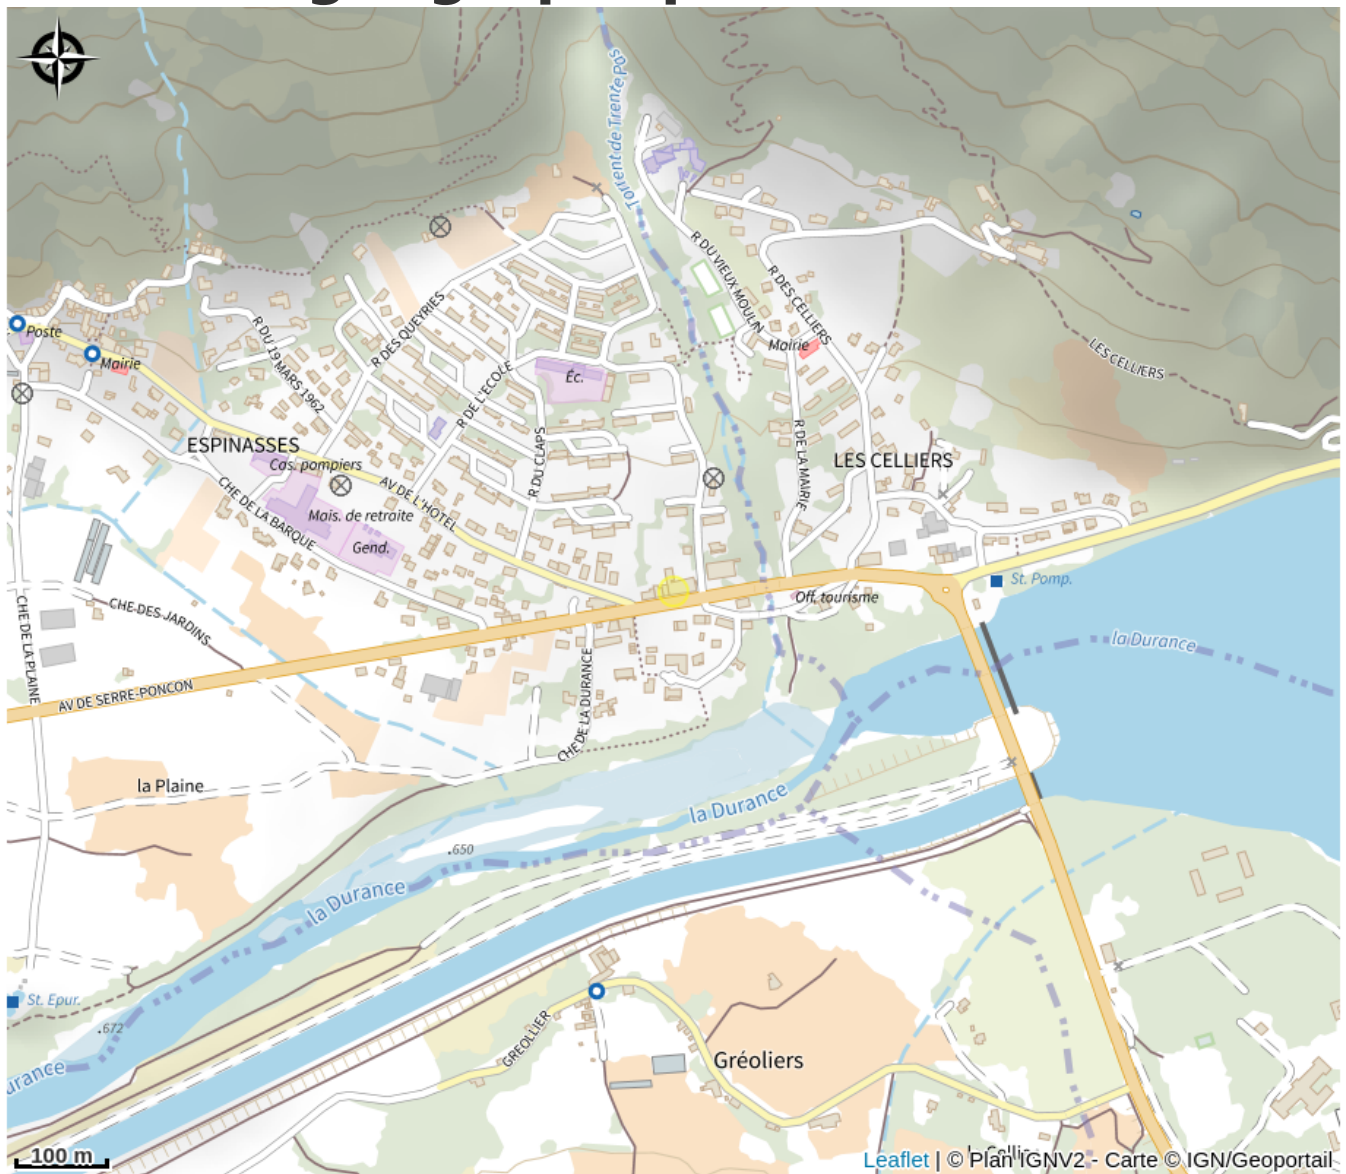 Torrent de Trentepas
R DU VIEUX MOULIN
R DES CELLIERS
Poste
Mairie
R DU 19 MARS 1962
R DES QUEYRIES
Mairie
LES CELLIERS
R DE L'ECOLE
Éc.
ESPINASSES
Cas. pompiers
R DU CLAPS
R DE LA MAIRIE
LES CELLIERS
AV DE L'HOTEL
CHE DE LA BARQUE
Mais. de retraite
Gend.
St. Pomp.
Off. tourisme
CHE DE LA PLAINE
CHE DES JARDINS
la Durance
AV DE SERRE-PONCON
CHE DE LA DURANCE
la Plaine
la Durance
.650
la Durance
St. Epur.
.672
GREOLLIER
Gréoliers
100 m
Leaflet | © Plan IGNV2 - Carte © IGN/Geoportail